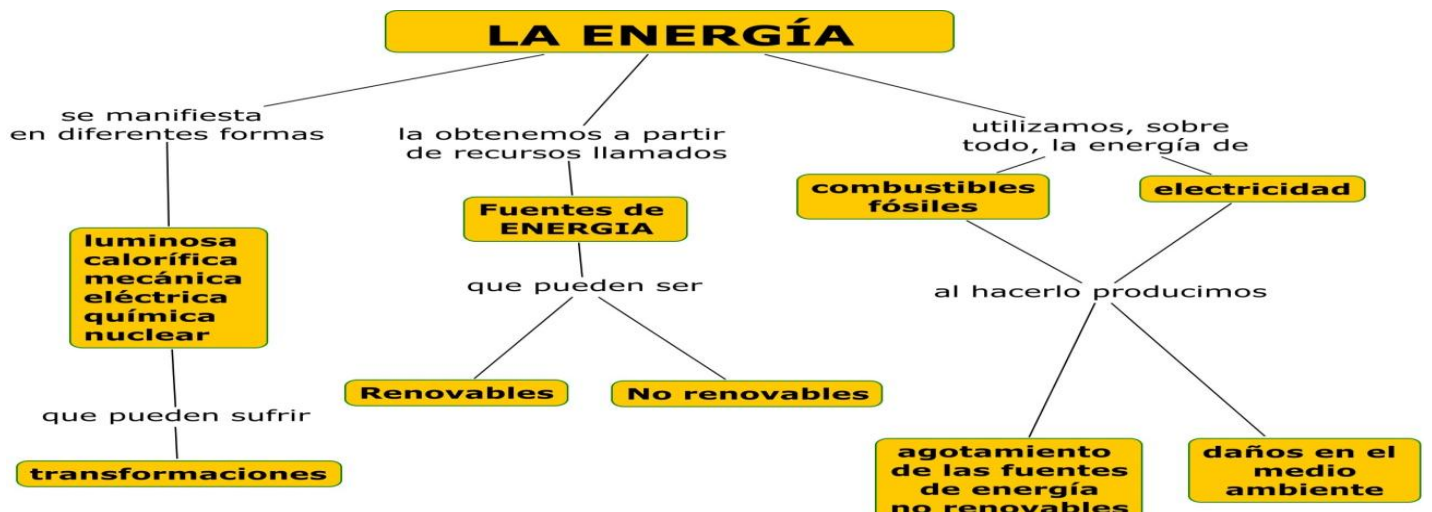 LA ENERGÍA
se manifiesta
en diferentes formas
luminosa
calorífica
mecánica
eléctrica
química
nuclear
que pueden sufrir
transformaciones
la obtenemos a partir
de recursos llamados
Fuentes de
ENERGIA
que pueden ser
Renovables
No renovables
utilizamos, sobre
todo, la energía de
combustibles
fósiles
electricidad
al hacerlo producimos
agotamiento
de las fuentes
de energía
no renovables
daños en el
medio
ambiente